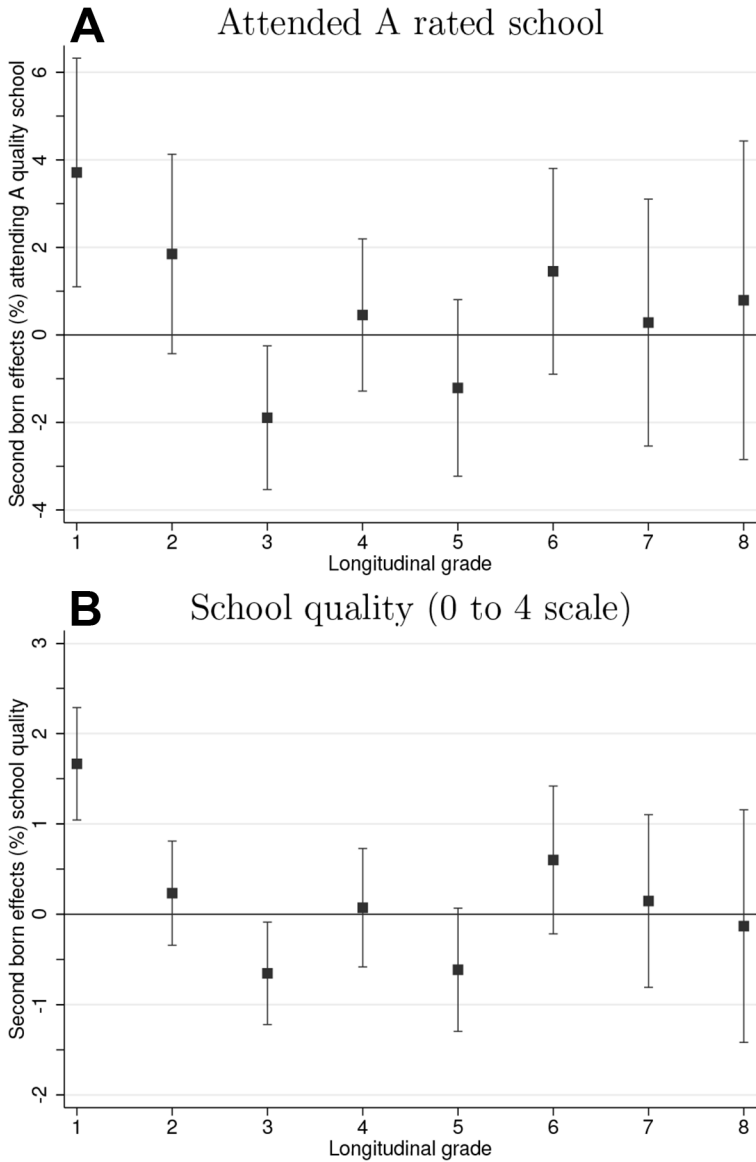 A
Attended A rated school
Second born effects (%) attending A quality school
6
4
2
0
-2
-4
1 2 3 4 5 6 7 8
Longitudinal grade
B
School quality (0 to 4 scale)
Second born effects (%) school quality
3
2
1
0
-1
-2
1 2 3 4 5 6 7 8
Longitudinal grade